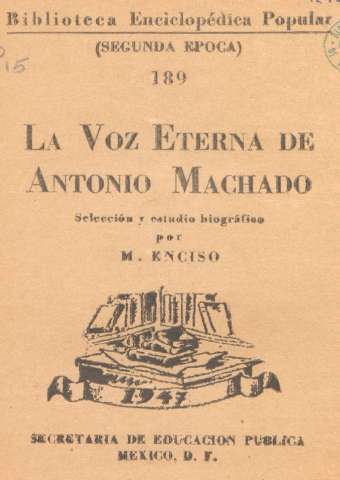 Biblioteca Enciclopédica Popular
(SEGUNDA EPOCA)
15
189
LA VOZ ETERNA DE
ANTONIO MACHADO
Selección y estudio biográfico
por
M. ENCISO
1947
SECRETARIA DE EDUCACION PUBLICA
MEXICO, D. F.